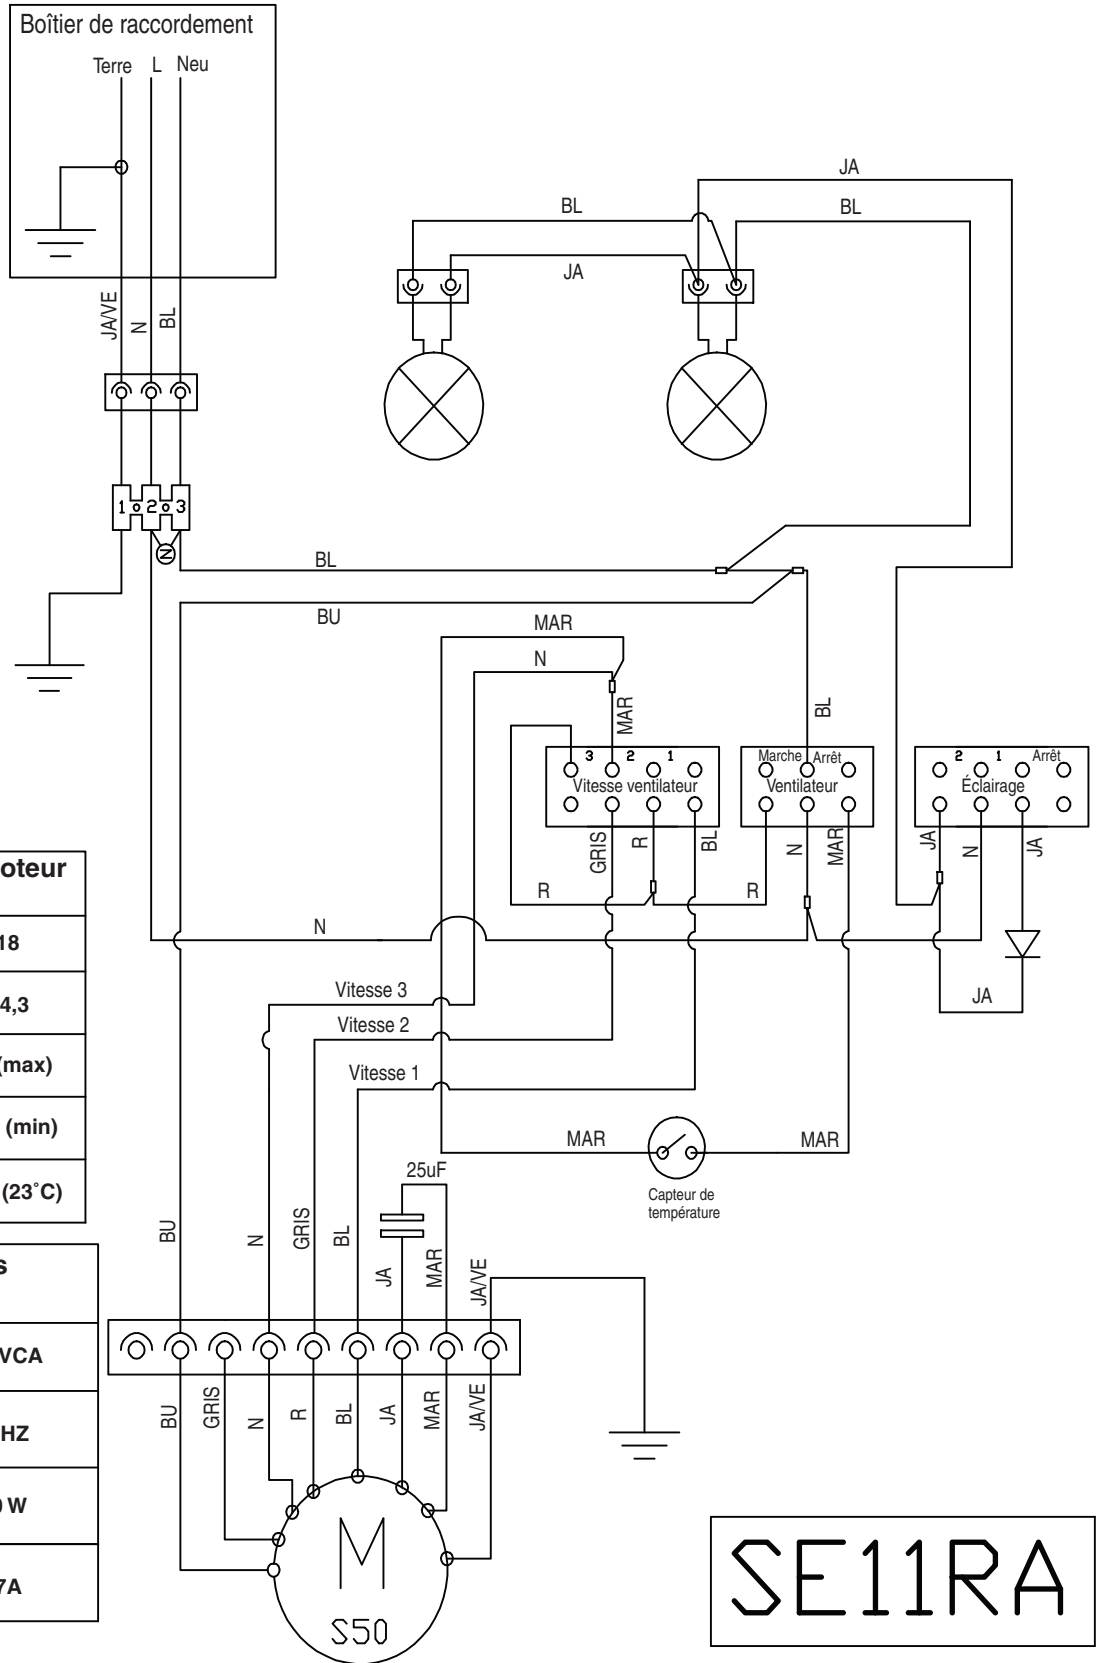 Boîtier de raccordement
Terre L Neu
JA/VE
N
BL
1 2 3
N
JA
BL
BL
JA
BL
BU
MAR
N
MAR
BL
3 2 1
Vitesse ventilateur
Marche Arrêt
Ventilateur
2 1 Arrêt
Éclairage
GRIS
R
BL
N
MAR
JA
N
JA
R
R
N
JA
Vitesse 3
Vitesse 2
Vitesse 1
MAR
MAR
Capteur de
température
25uF
BU
N
GRIS
BL
JA
MAR
JA/VE
BU
GRIS
N
R
BL
JA
MAR
JA/VE
M
S50
oteur
18
4,3
(max)
(min)
(23˚C)
s
VCA
HZ
W
7A
SE11RA